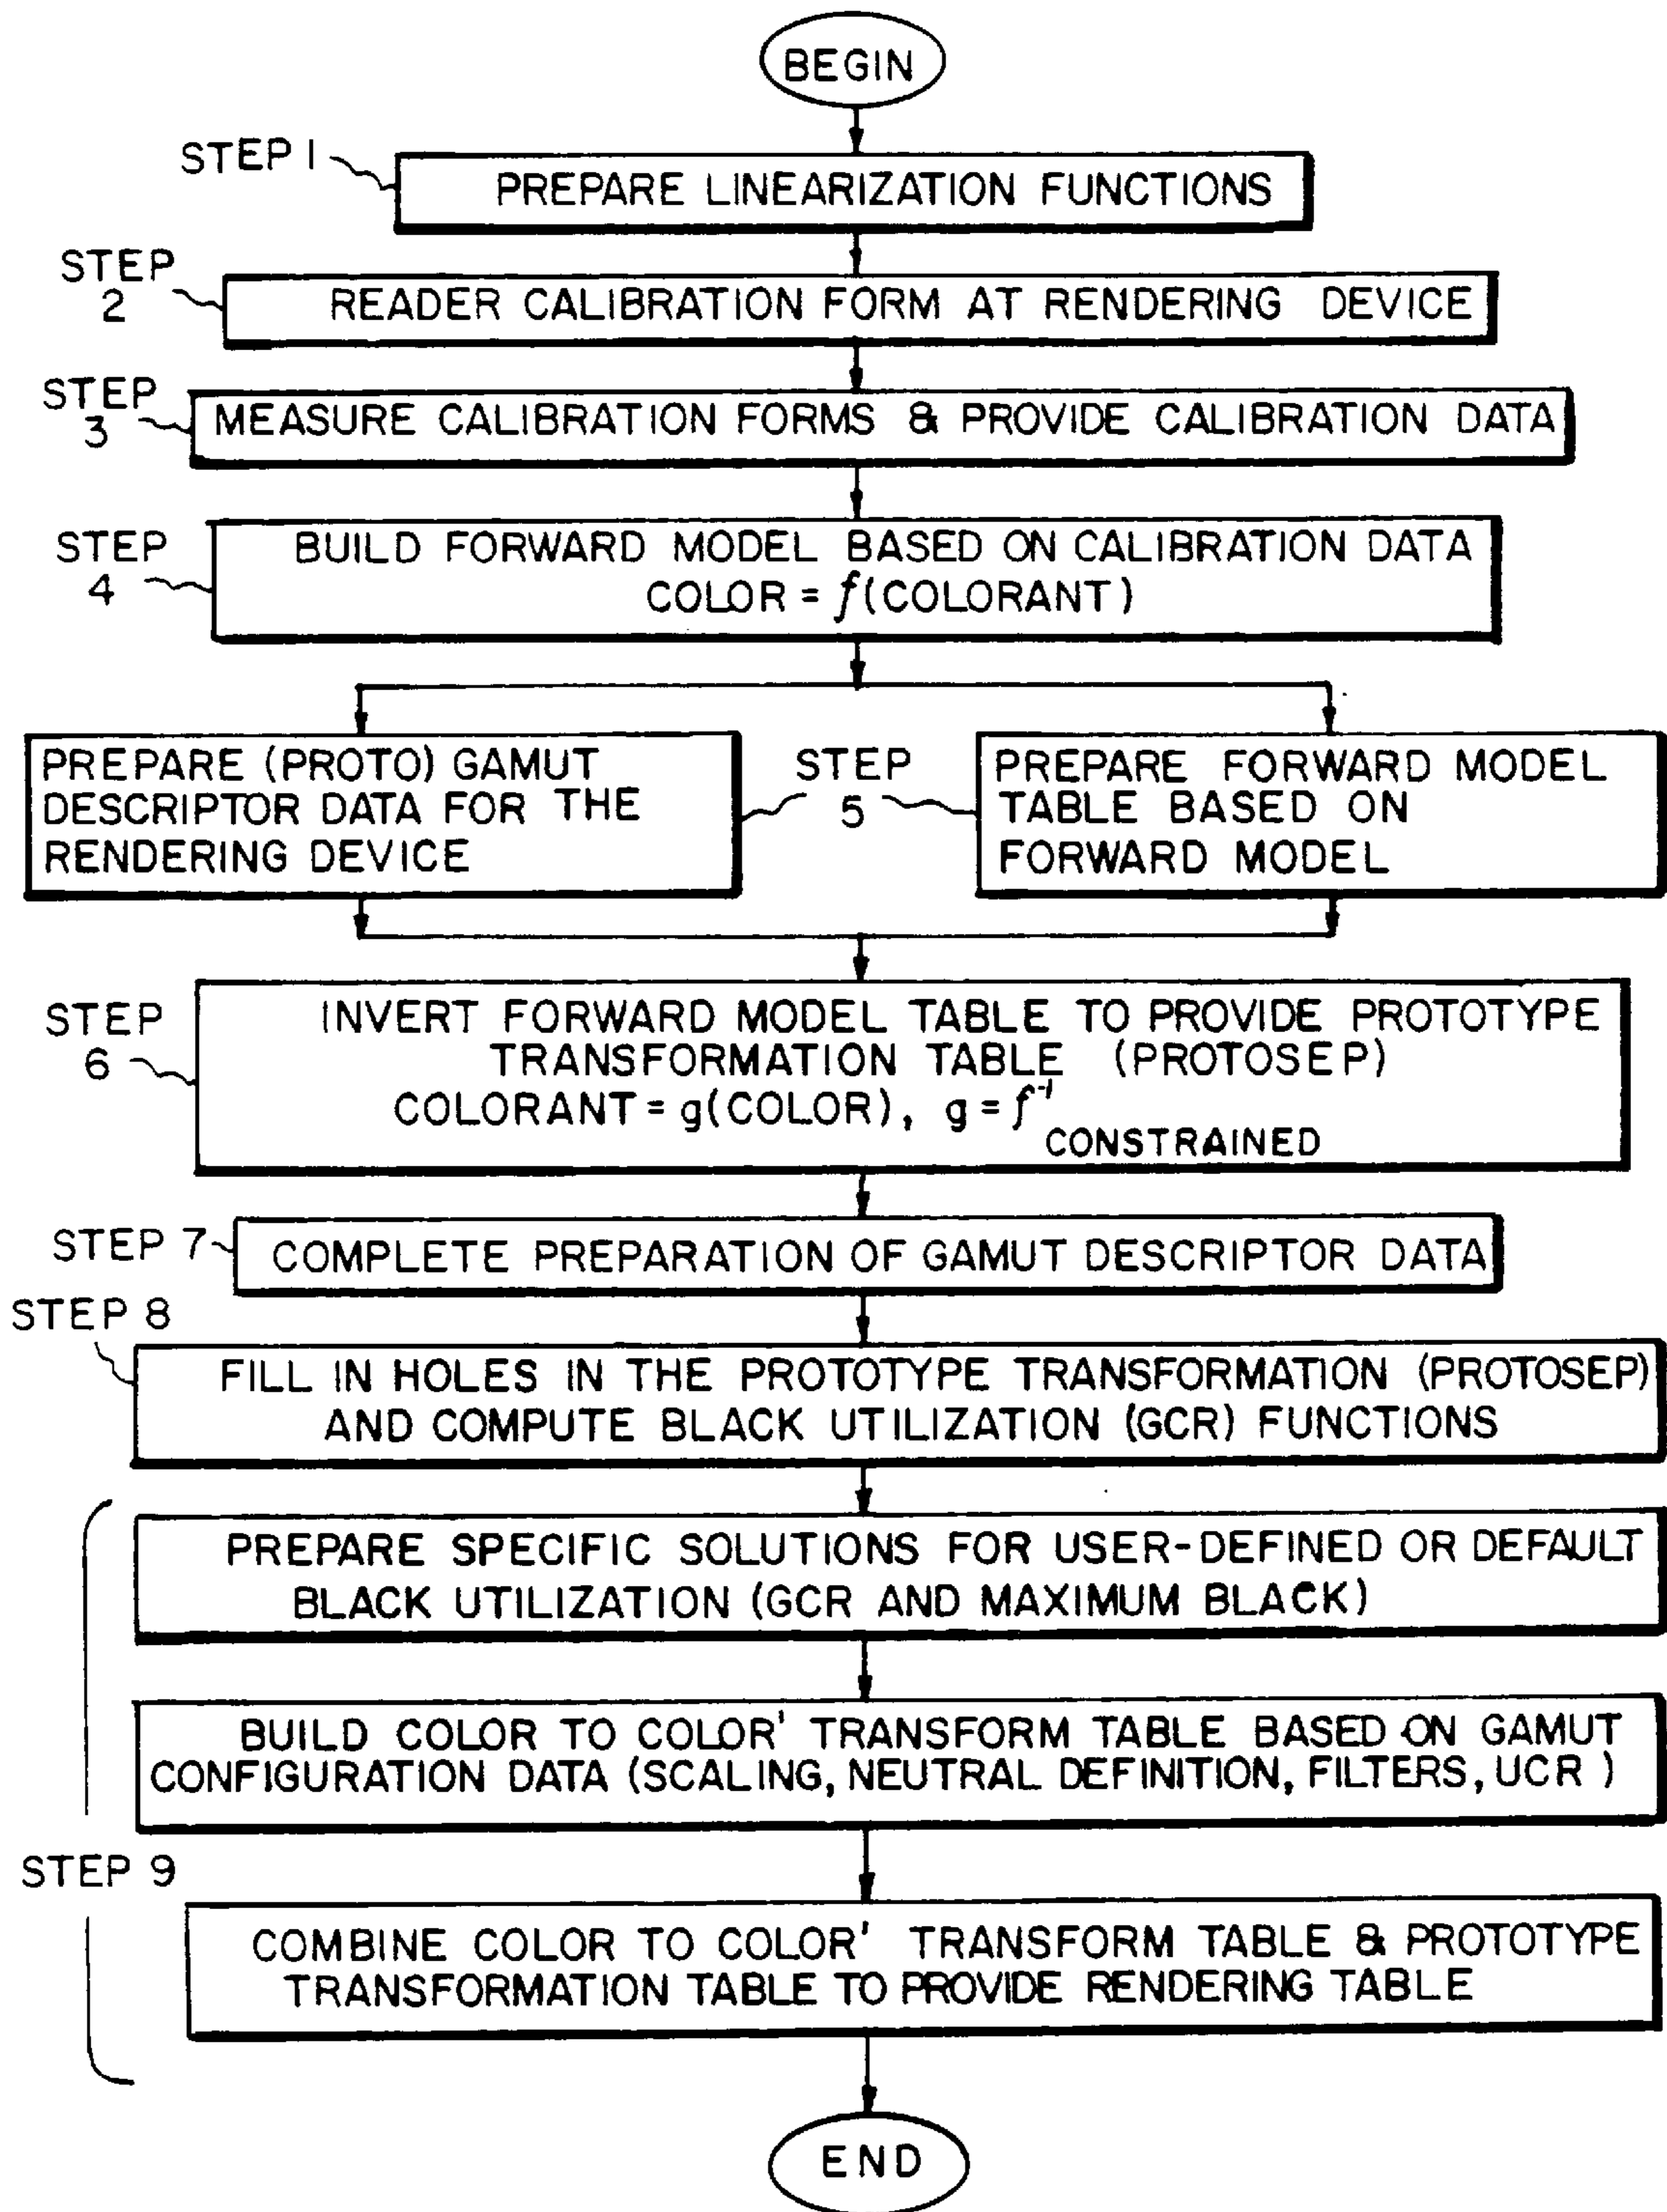 BEGIN
STEP 1
PREPARE LINEARIZATION FUNCTIONS
STEP
2
READER CALIBRATION FORM AT RENDERING DEVICE
STEP
3
MEASURE CALIBRATION FORMS & PROVIDE CALIBRATION DATA
STEP
4
BUILD FORWARD MODEL BASED ON CALIBRATION DATA
COLOR = f(COLORANT)
PREPARE (PROTO) GAMUT
DESCRIPTOR DATA FOR THE
RENDERING DEVICE
STEP
5
PREPARE FORWARD MODEL
TABLE BASED ON
FORWARD MODEL
STEP
6
INVERT FORWARD MODEL TABLE TO PROVIDE PROTOTYPE
TRANSFORMATION TABLE (PROTOSEP)
COLORANT = g(COLOR), g = f⁻¹
CONSTRAINED
STEP 7
COMPLETE PREPARATION OF GAMUT DESCRIPTOR DATA
STEP 8
FILL IN HOLES IN THE PROTOTYPE TRANSFORMATION (PROTOSEP)
AND COMPUTE BLACK UTILIZATION (GCR) FUNCTIONS
PREPARE SPECIFIC SOLUTIONS FOR USER-DEFINED OR DEFAULT
BLACK UTILIZATION (GCR AND MAXIMUM BLACK)
BUILD COLOR TO COLOR' TRANSFORM TABLE BASED ON GAMUT
CONFIGURATION DATA (SCALING, NEUTRAL DEFINITION, FILTERS, UCR )
STEP 9
COMBINE COLOR TO COLOR' TRANSFORM TABLE & PROTOTYPE
TRANSFORMATION TABLE TO PROVIDE RENDERING TABLE
END